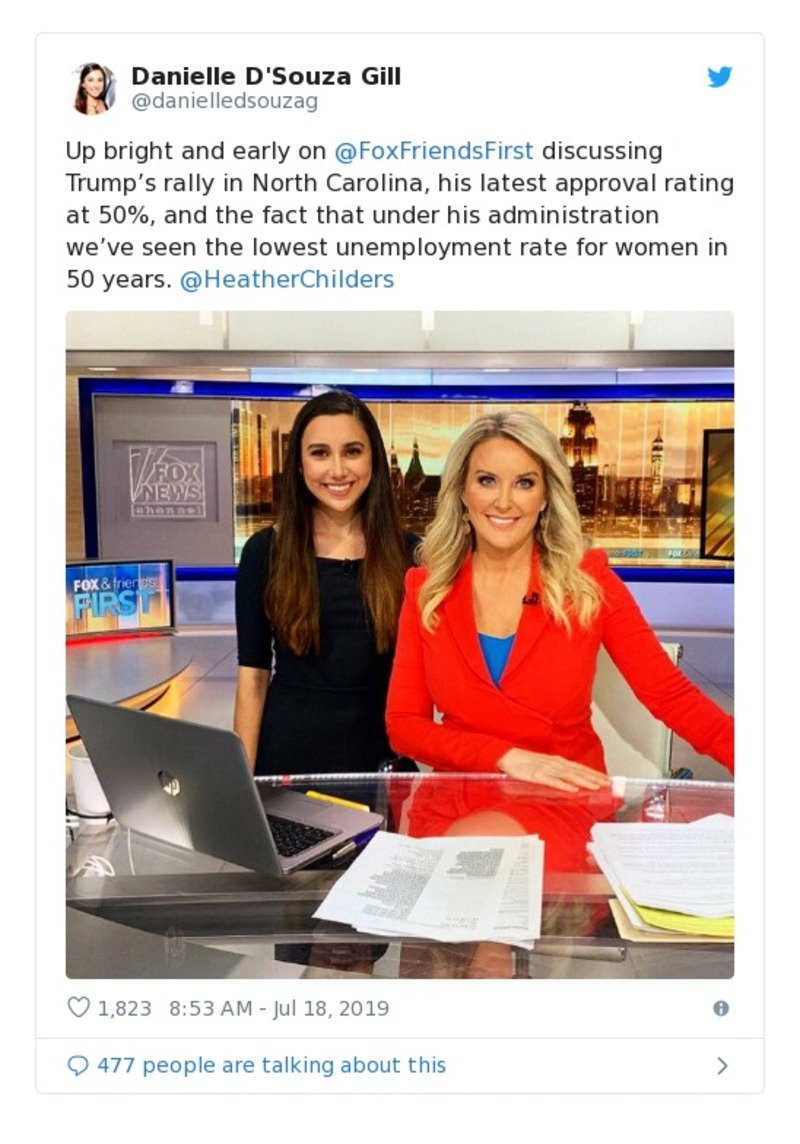 Danielle D'Souza Gill
@danielledsouzag
Up bright and early on @FoxFriendsFirst discussing
Trump’s rally in North Carolina, his latest approval rating
at 50%, and the fact that under his administration
we’ve seen the lowest unemployment rate for women in
50 years. @HeatherChilders
FOX
NEWS
channel
FOX & friends
FIRST
hp
1,823 8:53 AM - Jul 18, 2019
477 people are talking about this